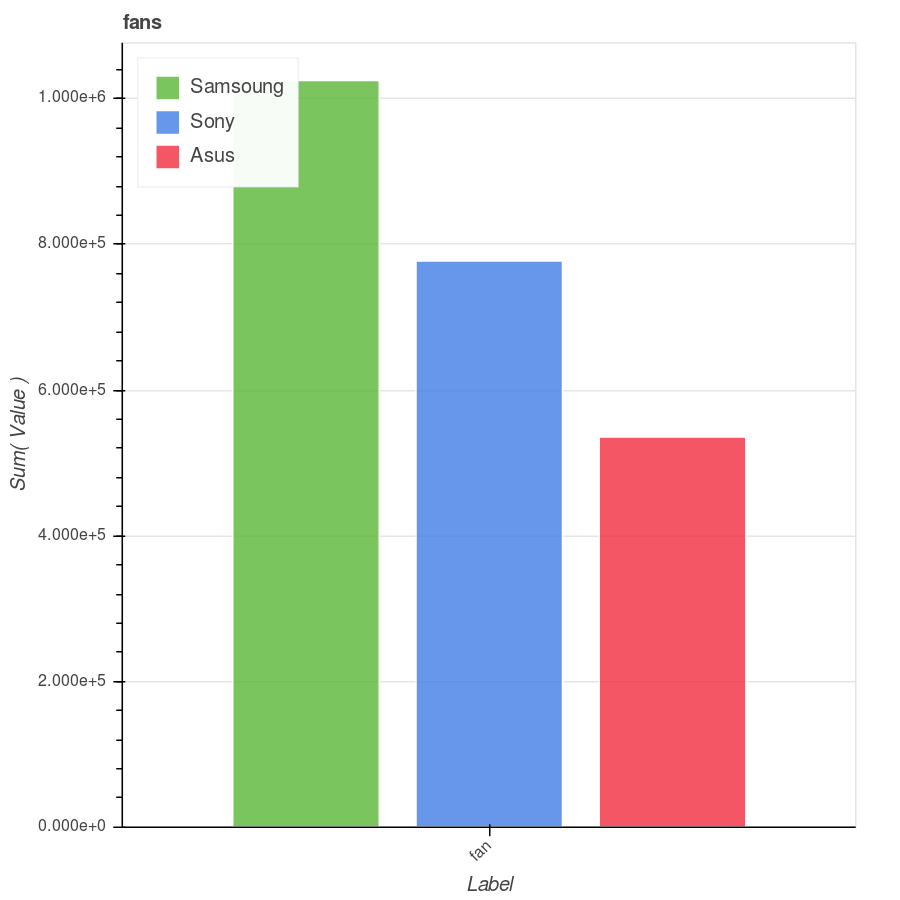 fans
Samsoung
Sony
Asus
1.000e+6
8.000e+5
6.000e+5
4.000e+5
2.000e+5
0.000e+0
Sum( Value )
fan
Label